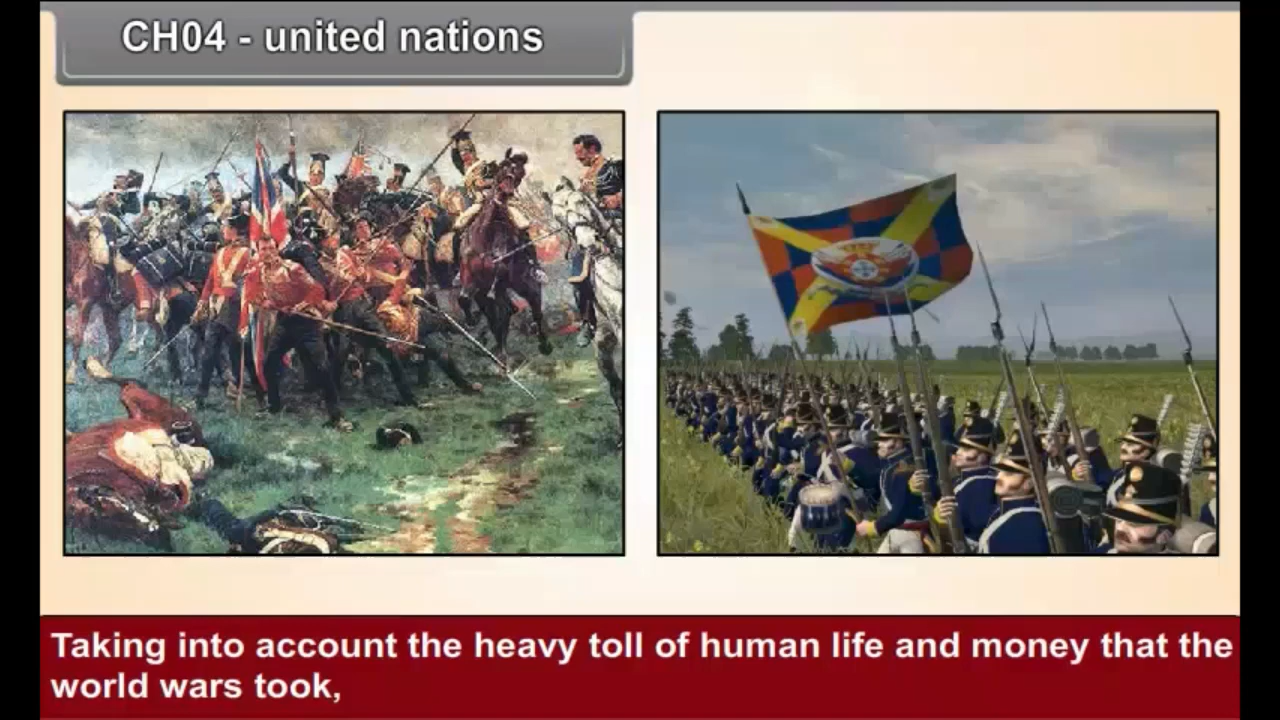 CH04 - united nations
Taking into account the heavy toll of human life and money that the
world wars took,